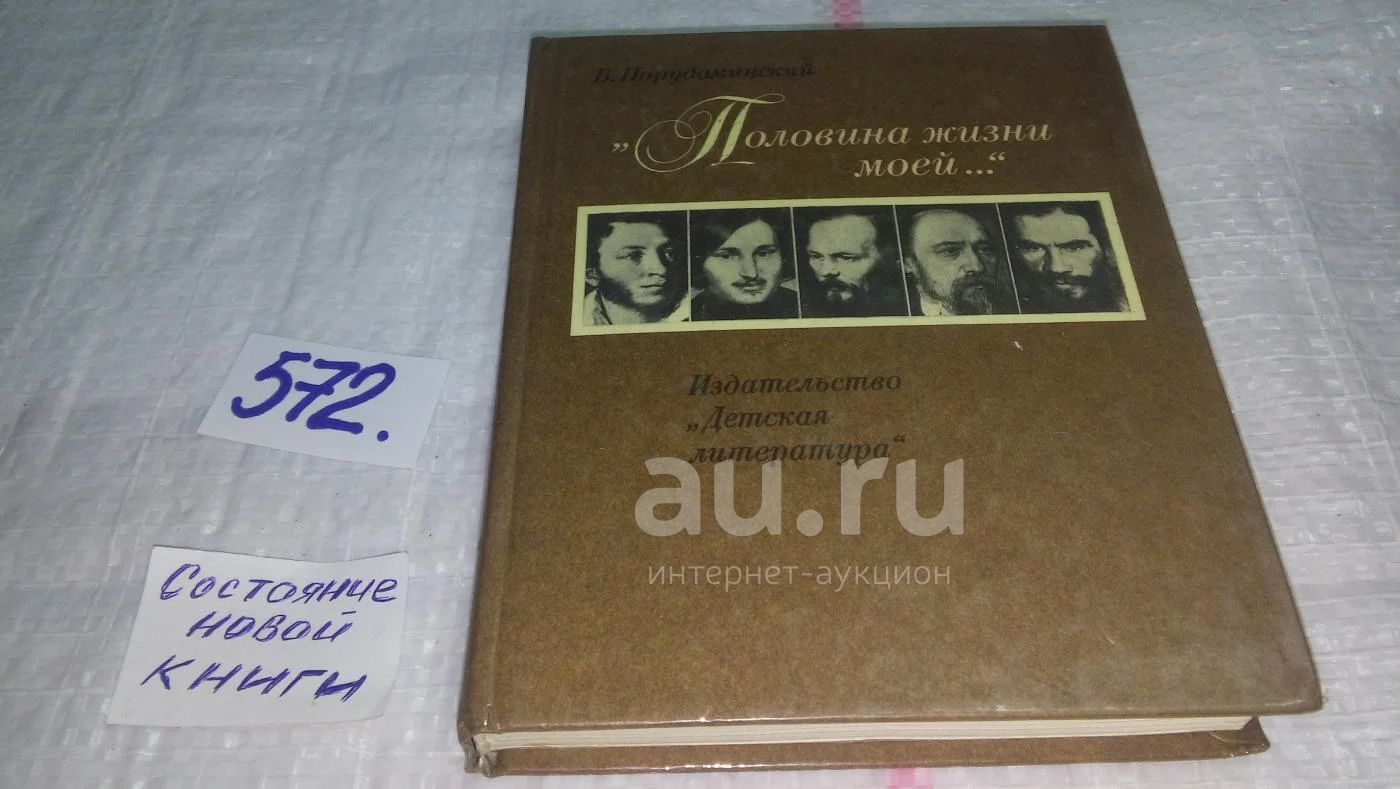 В. Порудоминский
„Половина жизни
моей..."
Издательство
„Детская
литература"
572.
Состояние
новой
книги
au.ru
интернет-аукцион